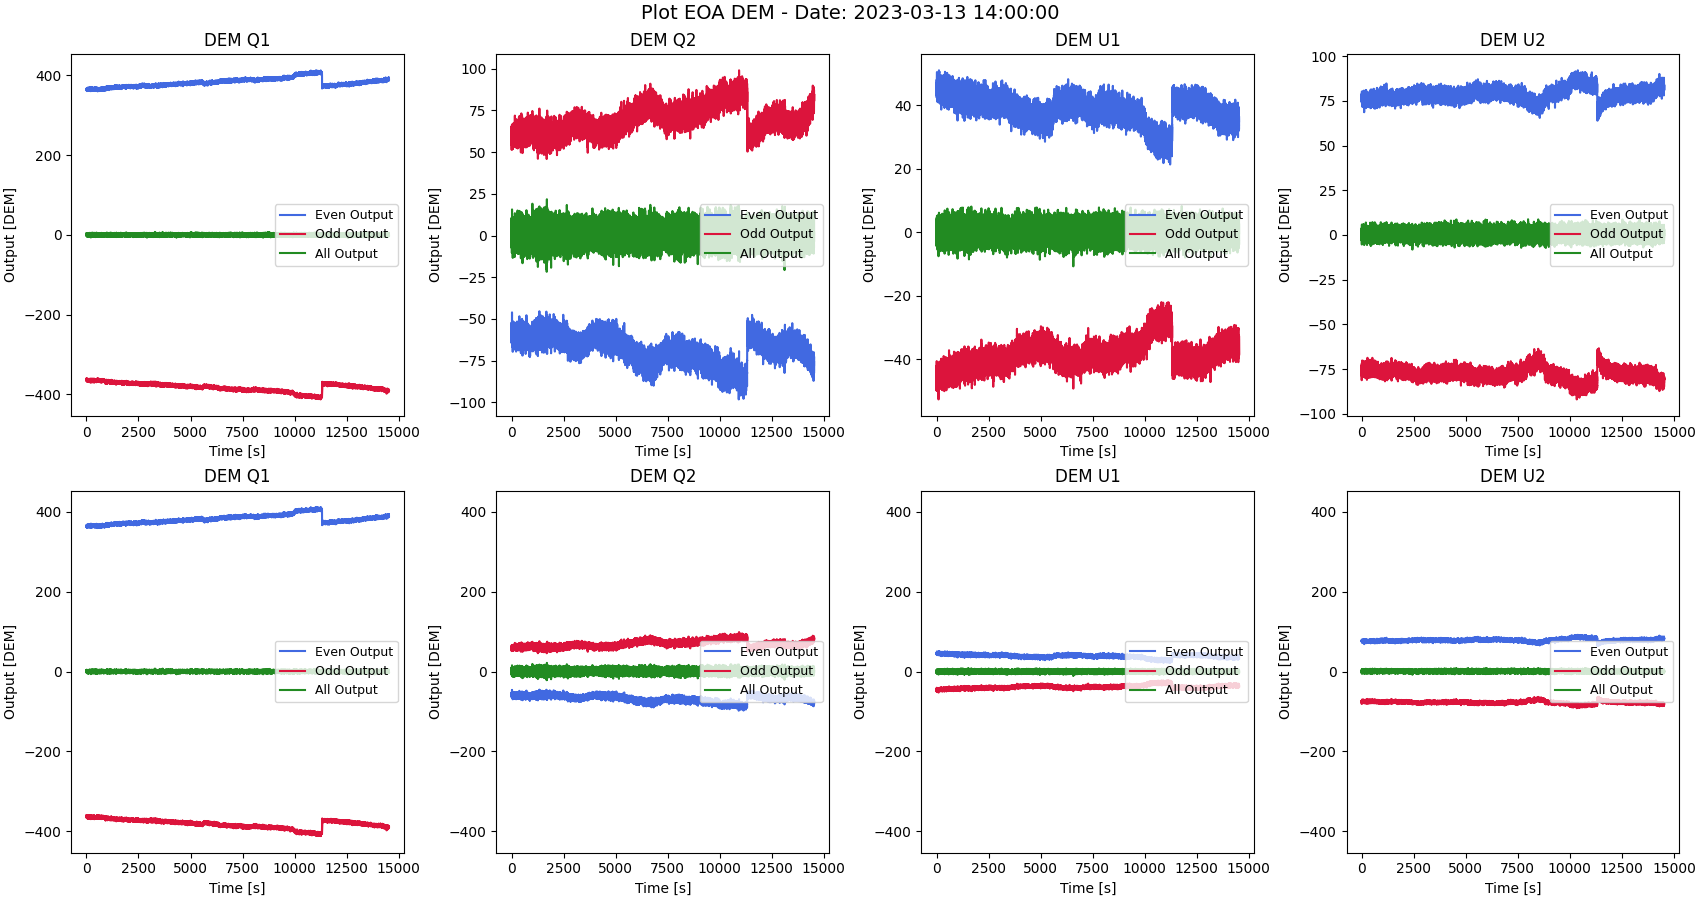 Plot EOA DEM - Date: 2023-03-13 14:00:00
DEM Q1
Output [DEM]
400
200
0
−200
−400
Even Output
Odd Output
All Output
0 2500 5000 7500 10000 12500 15000
Time [s]
DEM Q2
Output [DEM]
100
75
50
25
0
−25
−50
−75
−100
Even Output
Odd Output
All Output
0 2500 5000 7500 10000 12500 15000
Time [s]
DEM U1
Output [DEM]
40
20
0
−20
−40
Even Output
Odd Output
All Output
0 2500 5000 7500 10000 12500 15000
Time [s]
DEM U2
Output [DEM]
100
75
50
25
0
−25
−50
−75
−100
Even Output
Odd Output
All Output
0 2500 5000 7500 10000 12500 15000
Time [s]
DEM Q1
Output [DEM]
400
200
0
−200
−400
Even Output
Odd Output
All Output
0 2500 5000 7500 10000 12500 15000
Time [s]
DEM Q2
Output [DEM]
400
200
0
−200
−400
Even Output
Odd Output
All Output
0 2500 5000 7500 10000 12500 15000
Time [s]
DEM U1
Output [DEM]
400
200
0
−200
−400
Even Output
Odd Output
All Output
0 2500 5000 7500 10000 12500 15000
Time [s]
DEM U2
Output [DEM]
400
200
0
−200
−400
Even Output
Odd Output
All Output
0 2500 5000 7500 10000 12500 15000
Time [s]